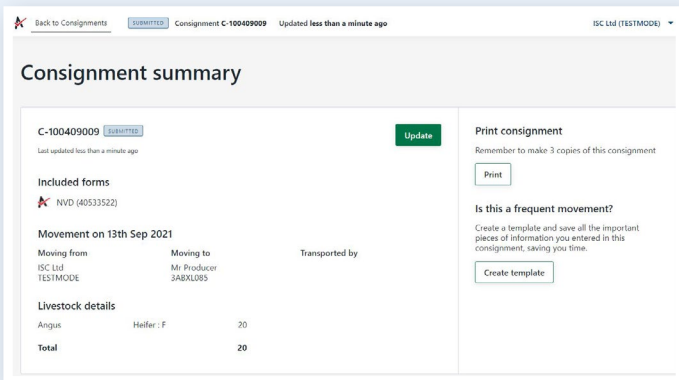 Back to Consignments SUBMITTED Consignment C-100409009 Updated less than a minute ago ISC Ltd (TESTMODE)
Consignment summary
C-100409009 SUBMITTED
Last updated less than a minute ago
Update
Included forms
NVD (40533522)
Movement on 13th Sep 2021
Moving from Moving to Transported by
ISC Ltd Mr Producer
TESTMODE 3ABXL085
Livestock details
Angus Heifer : F 20
Total 20
Print consignment
Remember to make 3 copies of this consignment
Print
Is this a frequent movement?
Create a template and save all the important
pieces of information you entered in this
consignment, saving you time.
Create template